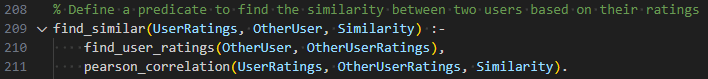 208 % Define a predicate to find the similarity between two users based on their ratings
209 find_similar(UserRatings, OtherUser, Similarity) :-
210 find_user_ratings(OtherUser, OtherUserRatings),
211 pearson_correlation(UserRatings, OtherUserRatings, Similarity).